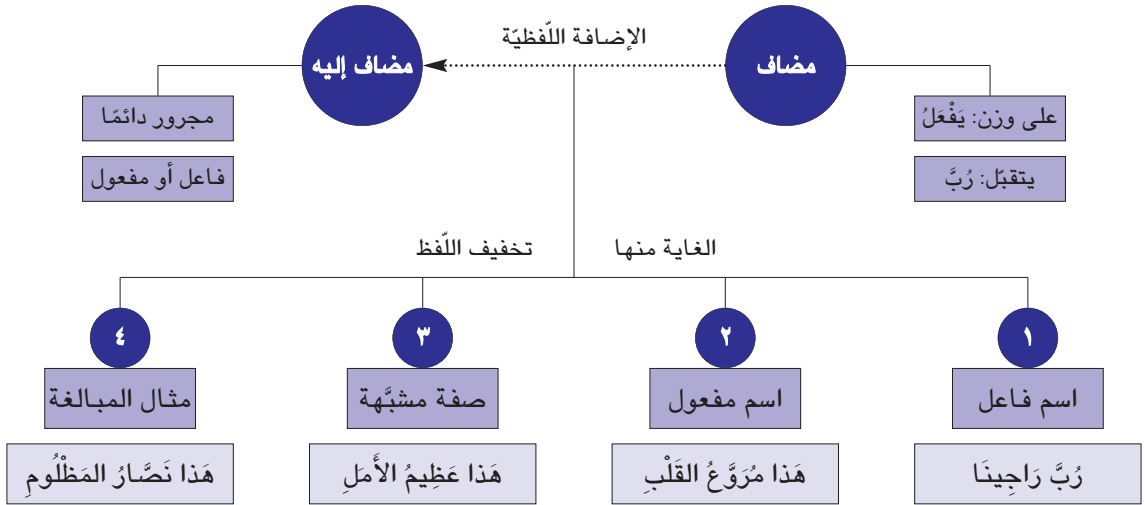 مضاف
الإضافة اللّفظيّة
مضاف إليه
على وزن: يَفْعَلُ
يتقبّل: رُبَّ
مجرور دائمًا
فاعل أو مفعول
الغاية منها
تخفيف اللّفظ
١
اسم فاعل
رُبَّ رَاجِينَا
٢
اسم مفعول
هَذا مُرَوَّعُ القَلْبِ
٣
صفة مشبَّهة
هَذا عَظِيمُ الأَمَلِ
٤
مثال المبالغة
هَذا نَصَّارُ المَظْلُومِ